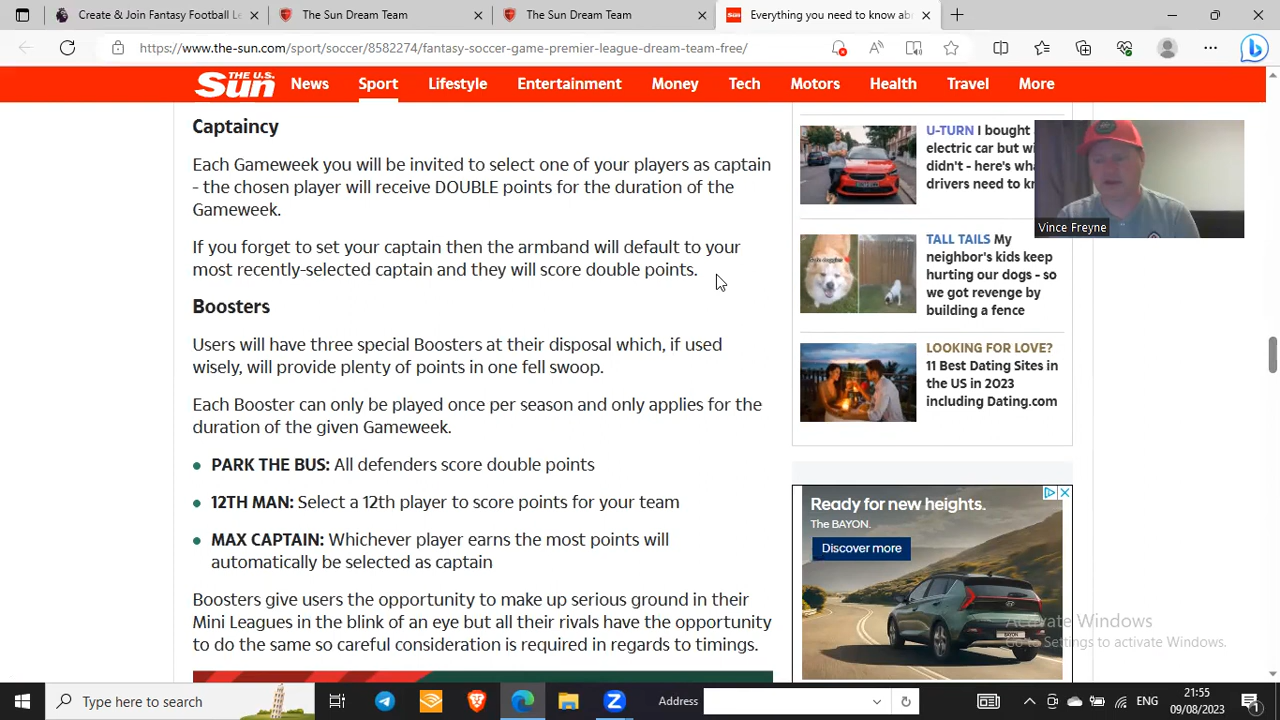 Create & Join Fantasy Football Le
The Sun Dream Team
The Sun Dream Team
Everything you need to know ab
https://www.the-sun.com/sport/soccer/8582274/fantasy-soccer-game-premier-league-dream-team-free/
THE U.S. Sun
News Sport Lifestyle Entertainment Money Tech Motors Health Travel More
Captaincy
Each Gameweek you will be invited to select one of your players as captain
- the chosen player will receive DOUBLE points for the duration of the
Gameweek.
If you forget to set your captain then the armband will default to your
most recently-selected captain and they will score double points.
Boosters
Users will have three special Boosters at their disposal which, if used
wisely, will provide plenty of points in one fell swoop.
Each Booster can only be played once per season and only applies for the
duration of the given Gameweek.
• PARK THE BUS: All defenders score double points
• 12TH MAN: Select a 12th player to score points for your team
• MAX CAPTAIN: Whichever player earns the most points will
automatically be selected as captain
Boosters give users the opportunity to make up serious ground in their
Mini Leagues in the blink of an eye but all their rivals have the opportunity
to do the same so careful consideration is required in regards to timings.
U-TURN I bought
electric car but wi
didn't - here's wha
drivers need to kn
Vince Freyne
TALL TAILS My
neighbor's kids keep
hurting our dogs - so
we got revenge by
building a fence
LOOKING FOR LOVE?
11 Best Dating Sites in
the US in 2023
including Dating.com
Ready for new heights.
The BAYON.
Discover more
Activate Windows
Go to Settings to activate Windows.
Type here to search
Address
ENG
21:55
09/08/2023
1